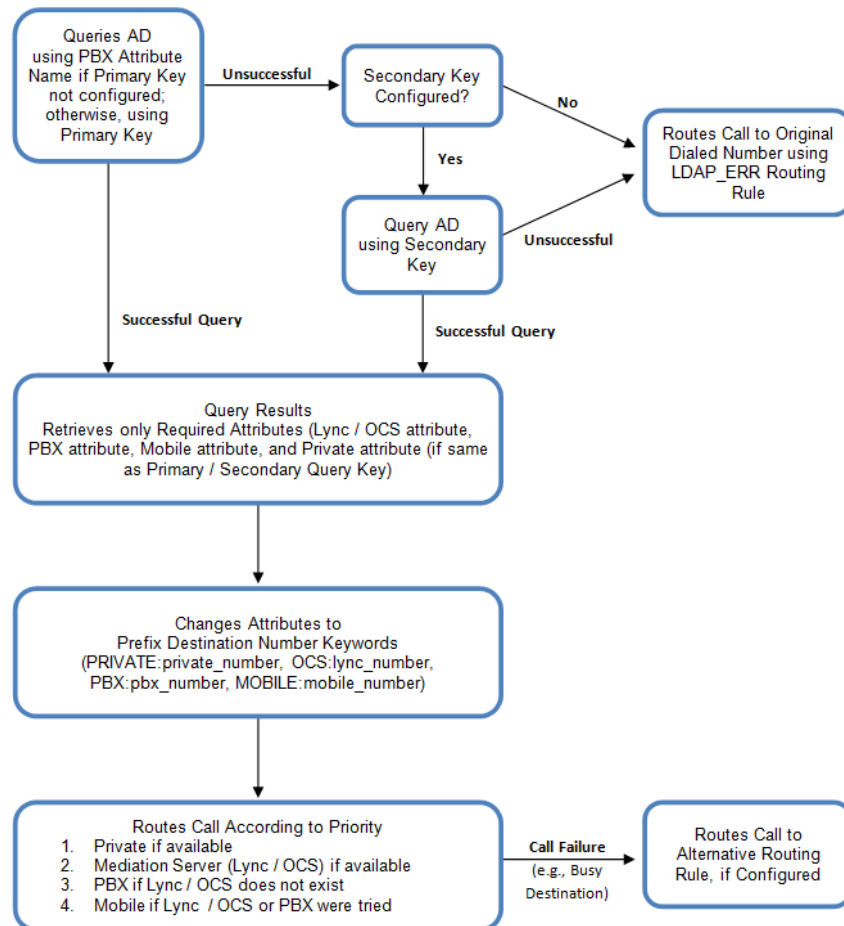 Queries AD
using PBX Attribute
Name if Primary Key
not configured;
otherwise, using
Primary Key
Unsuccessful
Secondary Key
Configured?
No
Routes Call to Original
Dialed Number using
LDAP_ERR Routing
Rule
Yes
Query AD
using Secondary
Key
Unsuccessful
Successful Query
Successful Query
Query Results
Retrieves only Required Attributes (Lync / OCS attribute,
PBX attribute, Mobile attribute, and Private attribute (if same
as Primary / Secondary Query Key)
Changes Attributes to
Prefix Destination Number Keywords
(PRIVATE:private_number, OCS:lync_number,
PBX:pbx_number, MOBILE:mobile_number)
Routes Call According to Priority
1. Private if available
2. Mediation Server (Lync / OCS) if available
3. PBX if Lync / OCS does not exist
4. Mobile if Lync / OCS or PBX were tried
Call Failure
(e.g., Busy
Destination)
Routes Call to
Alternative Routing
Rule, if Configured